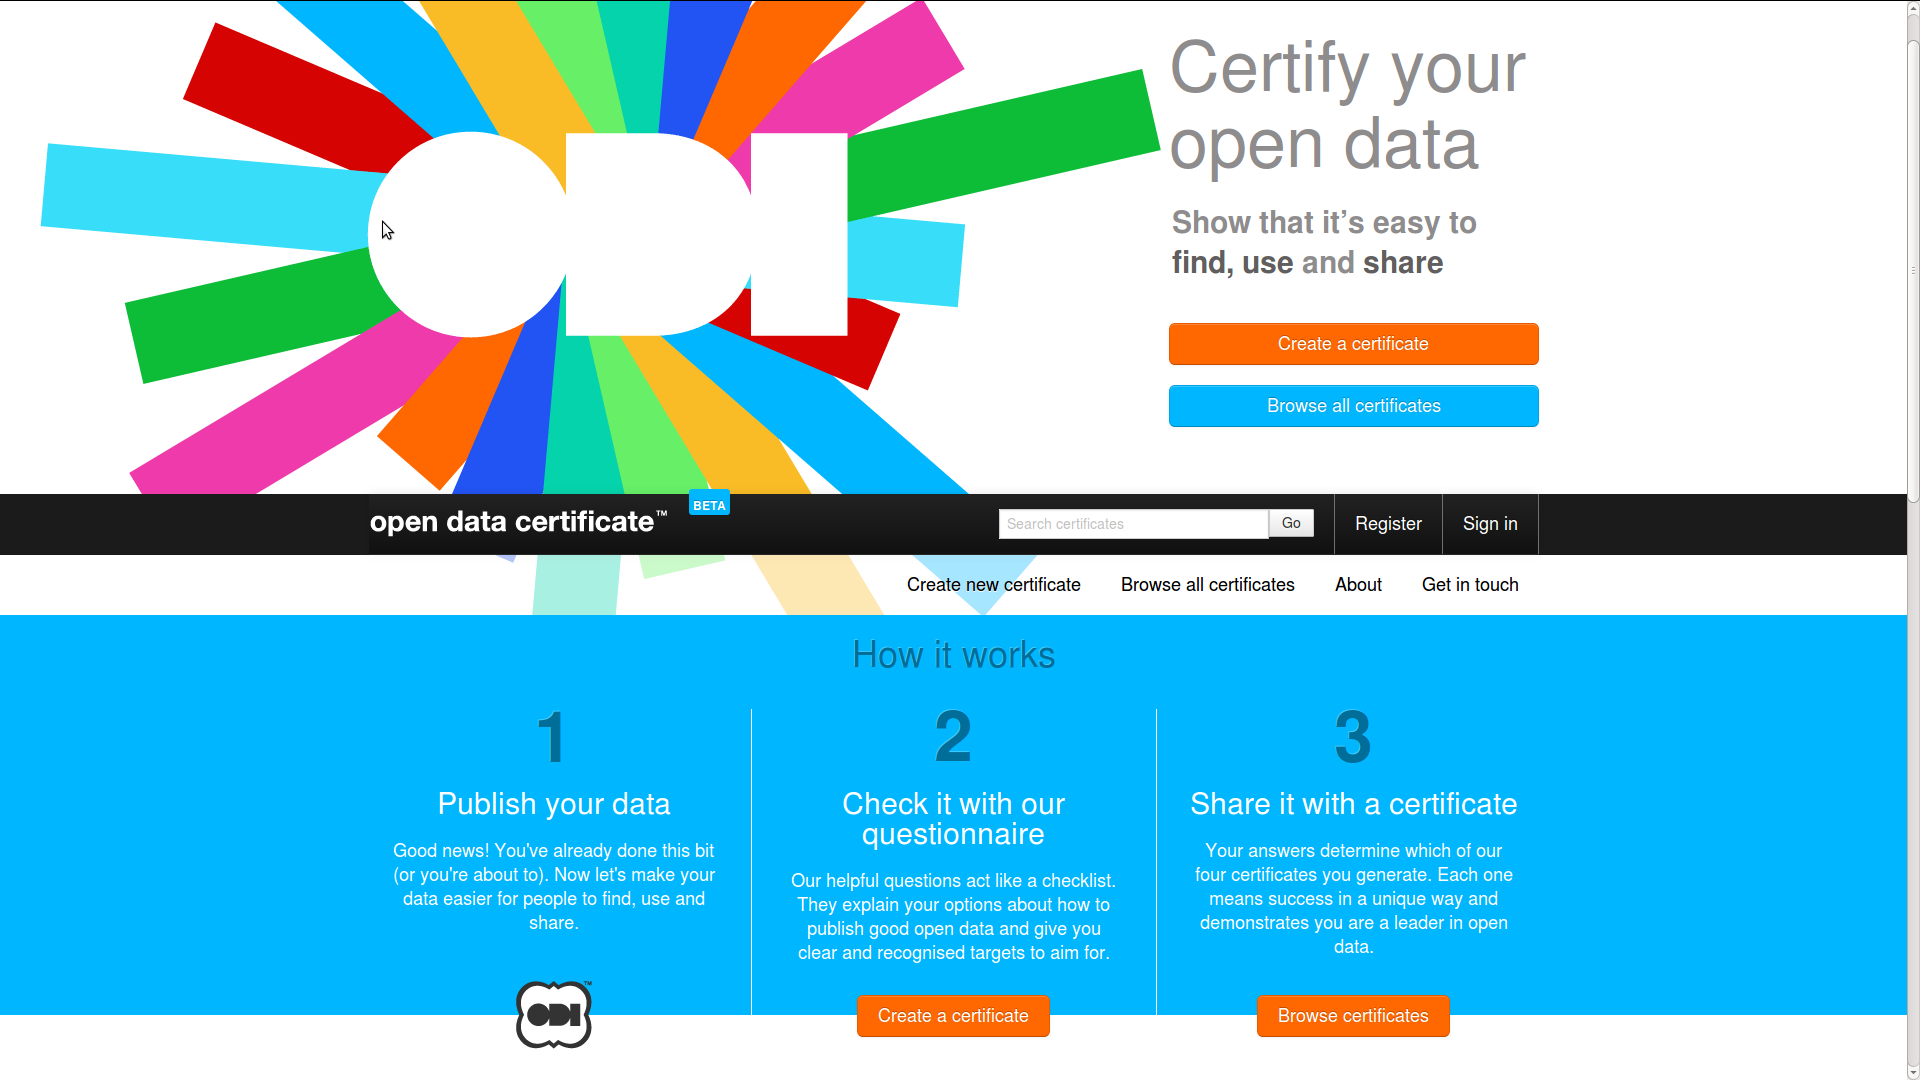 ODI
Certify your
open data
Show that it’s easy to
find, use and share
Create a certificate
Browse all certificates
open data certificate™
BETA
Search certificates
Go
Register
Sign in
Create new certificate
Browse all certificates
About
Get in touch
How it works
1
Publish your data
Good news! You've already done this bit
(or you're about to). Now let's make your
data easier for people to find, use and
share.
ODI™
2
Check it with our
questionnaire
Our helpful questions act like a checklist.
They explain your options about how to
publish good open data and give you
clear and recognised targets to aim for.
Create a certificate
3
Share it with a certificate
Your answers determine which of our
four certificates you generate. Each one
means success in a unique way and
demonstrates you are a leader in open
data.
Browse certificates